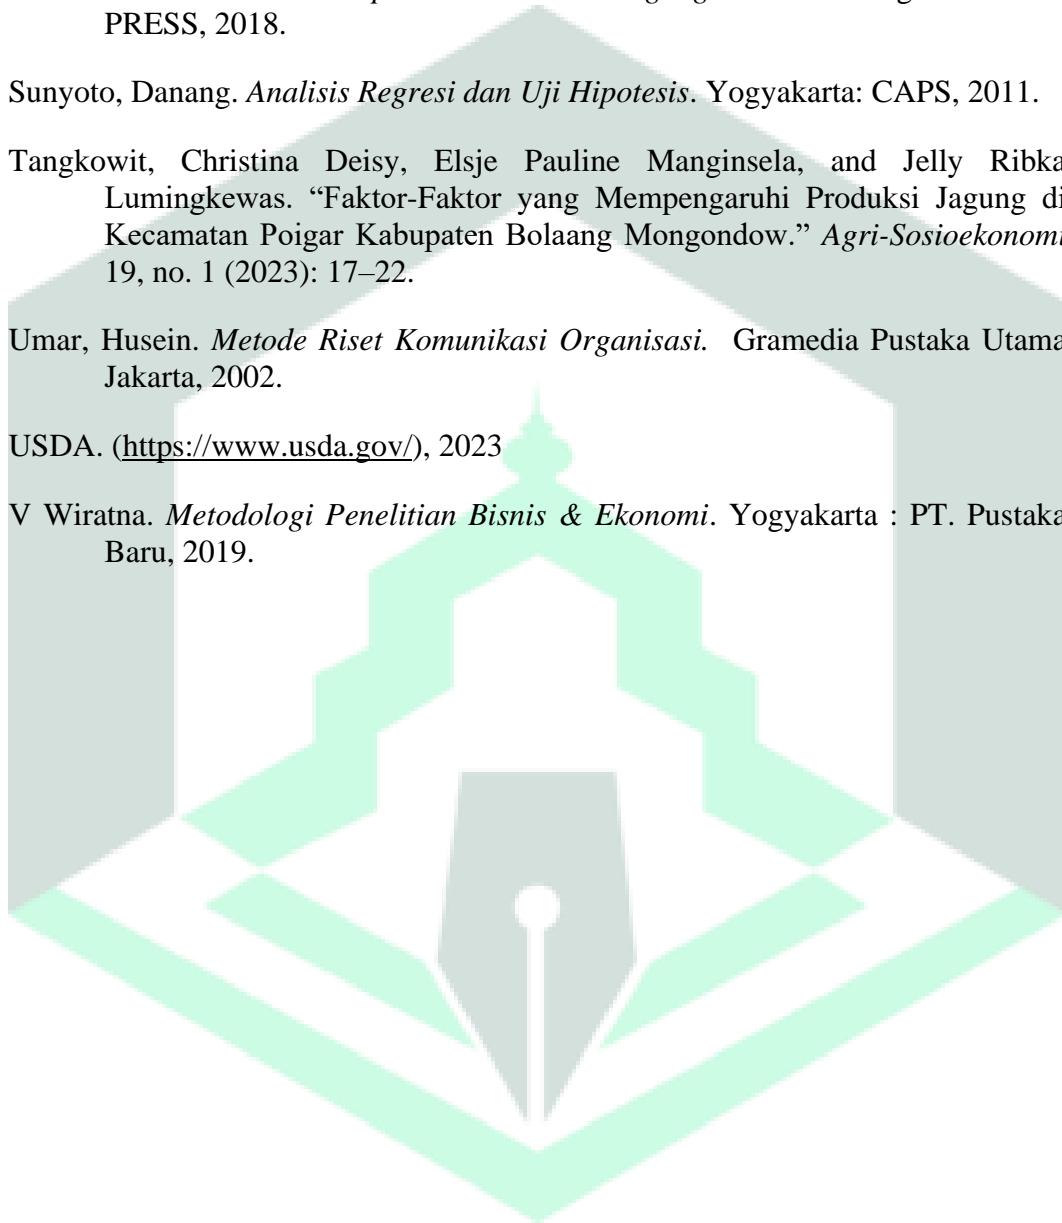 PRESS, 2018.
Sunyoto, Danang. Analisis Regresi dan Uji Hipotesis. Yogyakarta: CAPS, 2011.
Tangkowit, Christina Deisy, Elsje Pauline Manginsela, and Jelly Ribka
Lumingkewas. “Faktor-Faktor yang Mempengaruhi Produksi Jagung di
Kecamatan Poigar Kabupaten Bolaang Mongondow.” Agri-Sosioekonomi
19, no. 1 (2023): 17–22.
Umar, Husein. Metode Riset Komunikasi Organisasi. Gramedia Pustaka Utama
Jakarta, 2002.
USDA. (https://www.usda.gov/), 2023
V Wiratna. Metodologi Penelitian Bisnis & Ekonomi. Yogyakarta : PT. Pustaka
Baru, 2019.